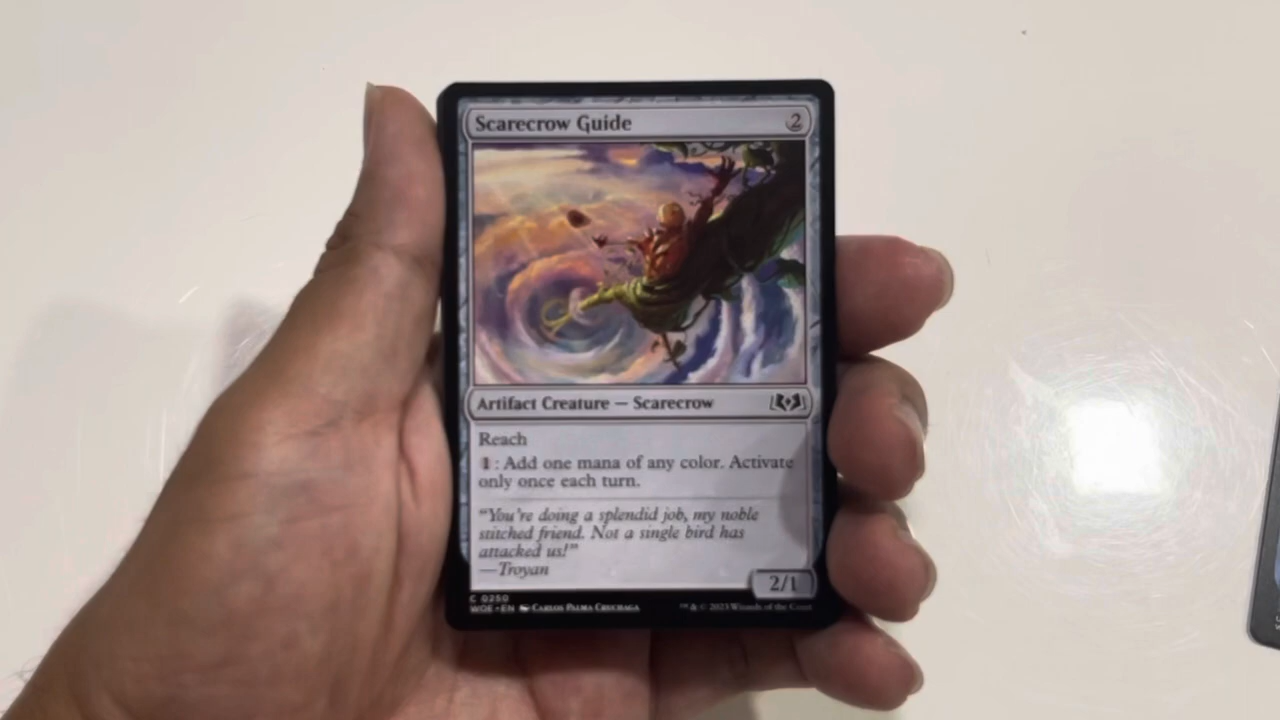 Scarecrow Guide 2
Artifact Creature — Scarecrow
Reach
1: Add one mana of any color. Activate
only once each turn.
"You're doing a splendid job, my noble
stitched friend. Not a single bird has
attacked us!"
—Troyan
2/1
C 0250
WOE • EN CARLOS PALMA CRUCHAGA ™ & © 2023 Wizards of the Coast